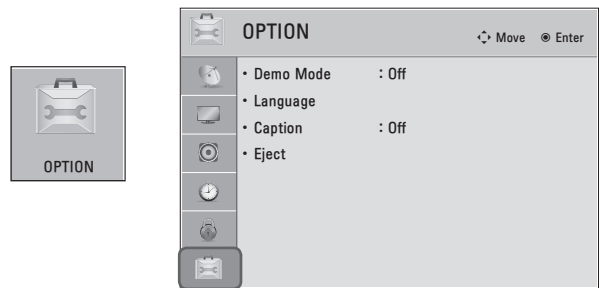 OPTION
OPTION
Move
Enter
• Demo Mode : Off
• Language
• Caption : Off
• Eject